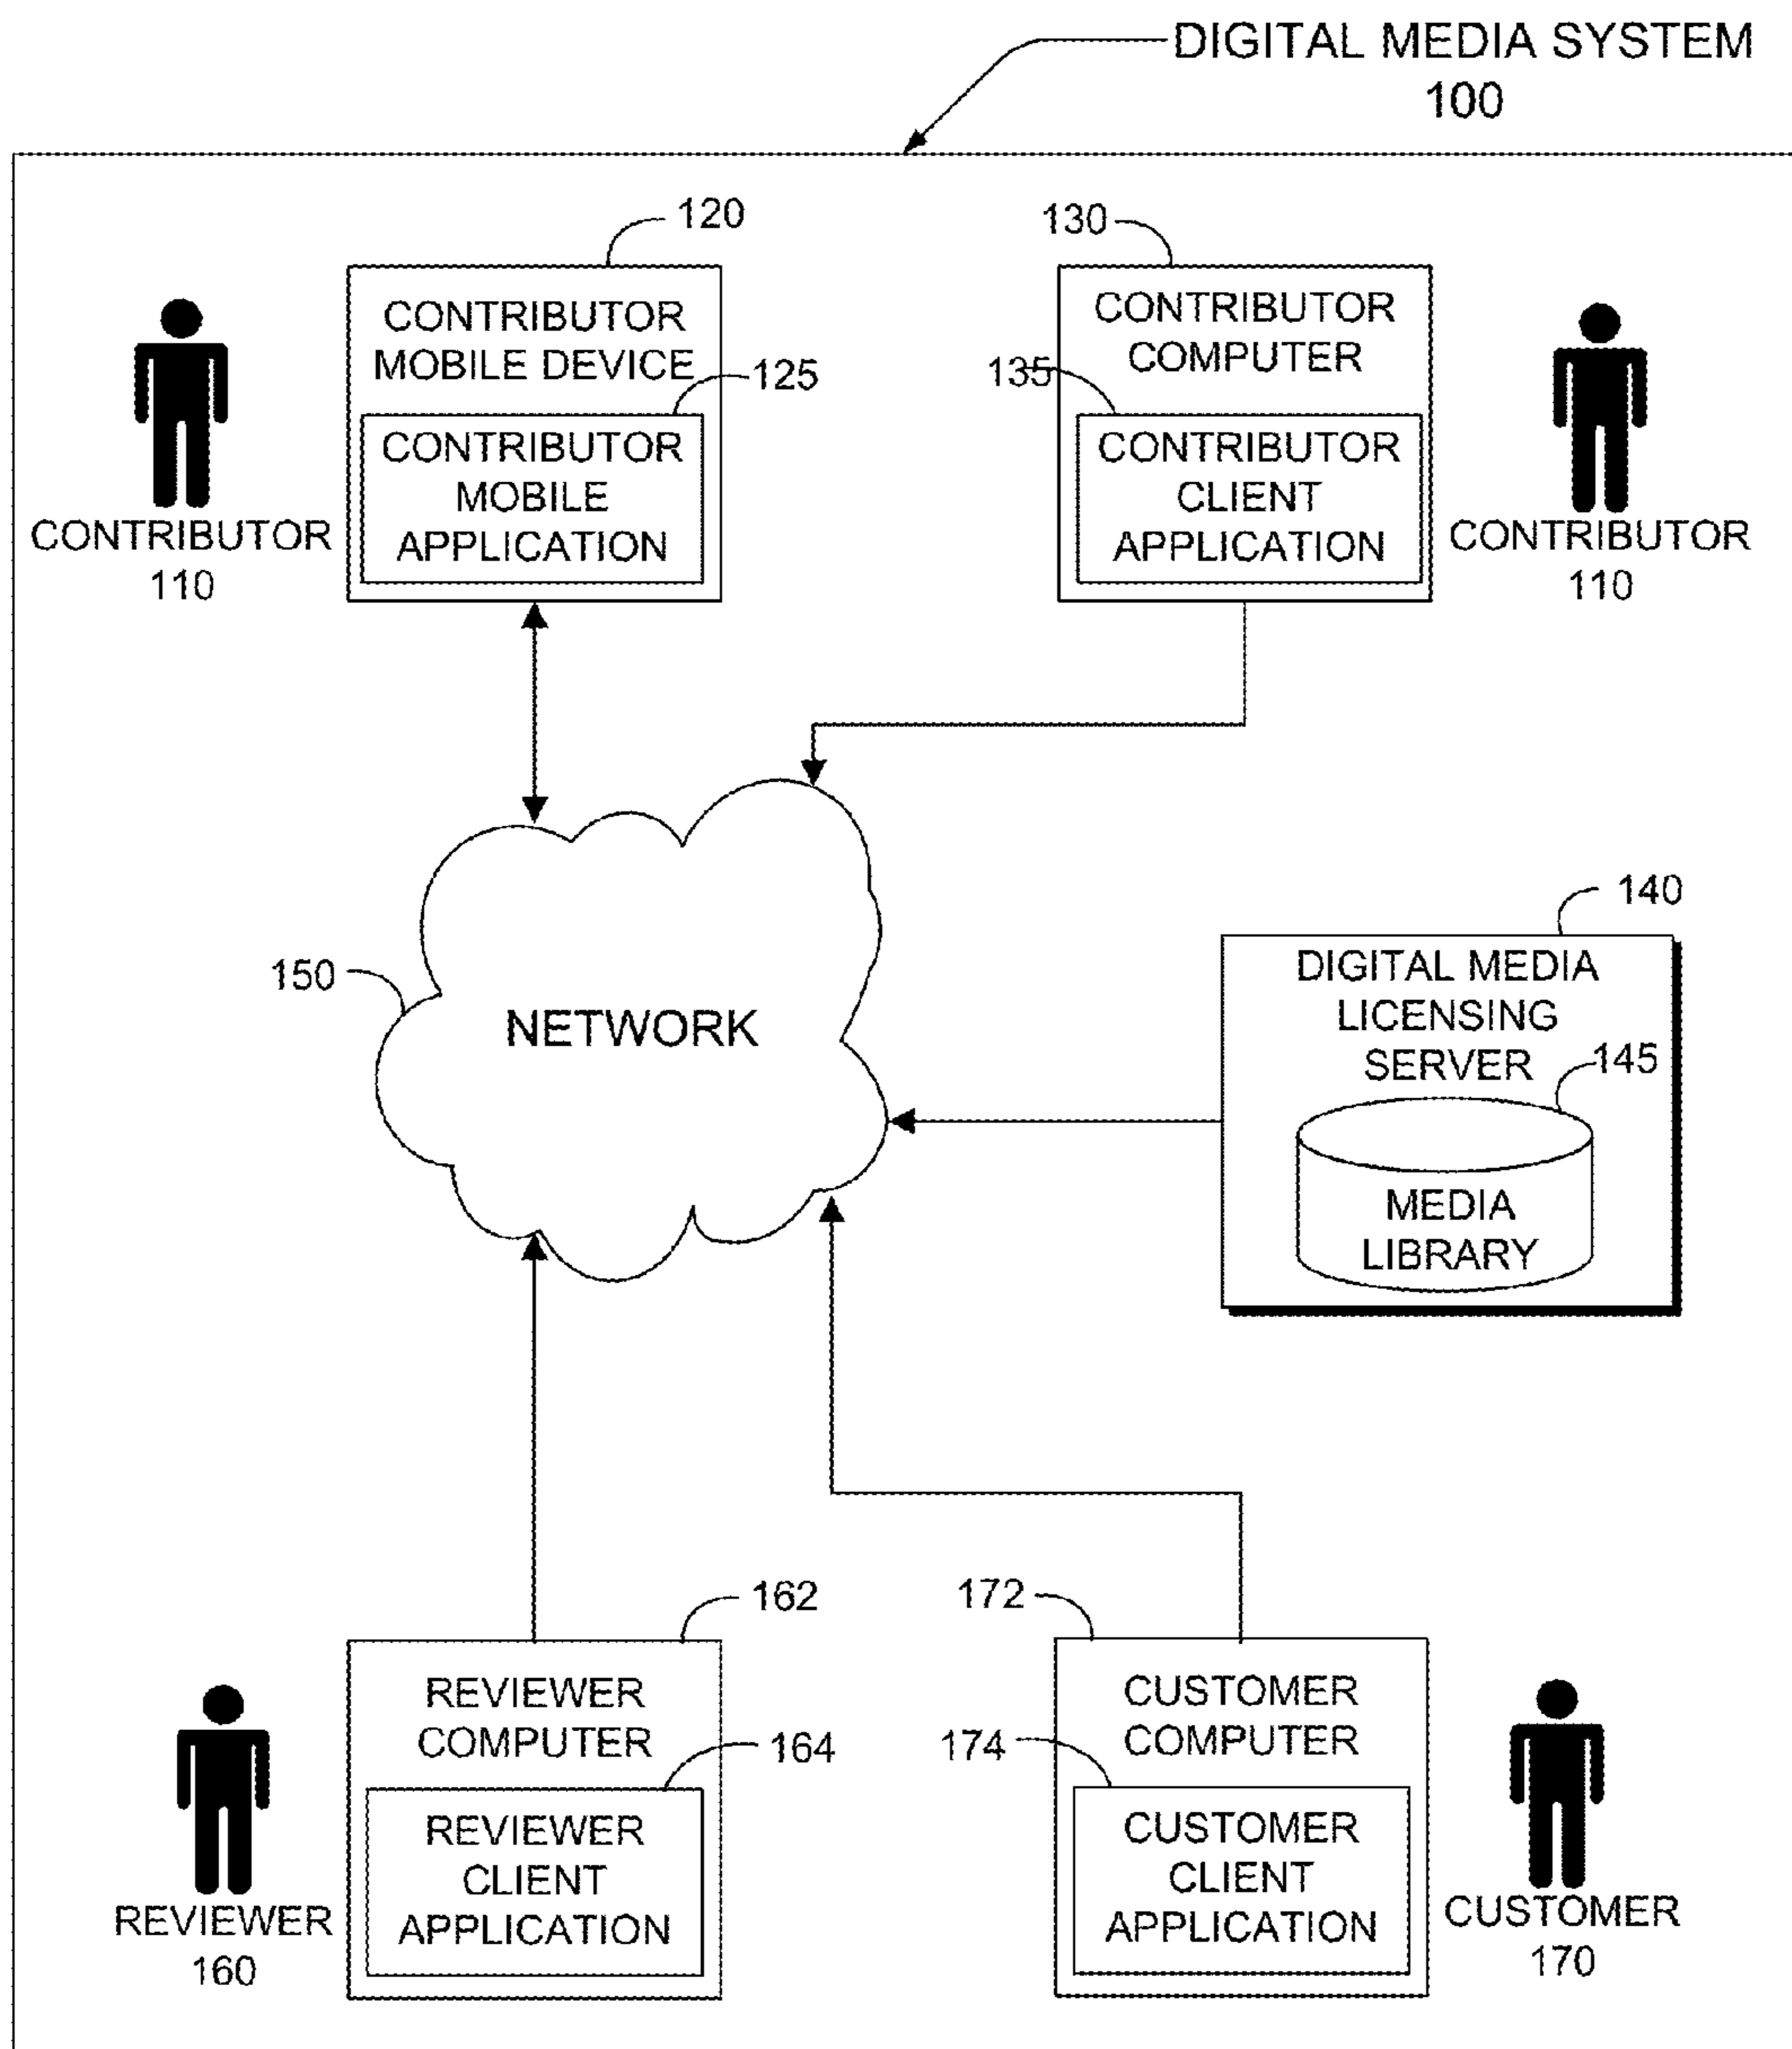 DIGITAL MEDIA SYSTEM
100
120
130
CONTRIBUTOR
MOBILE DEVICE
125
CONTRIBUTOR
MOBILE
APPLICATION
CONTRIBUTOR
110
CONTRIBUTOR
COMPUTER
135
CONTRIBUTOR
CLIENT
APPLICATION
CONTRIBUTOR
110
150
NETWORK
140
DIGITAL MEDIA
LICENSING
SERVER
145
MEDIA
LIBRARY
162
REVIEWER
COMPUTER
164
REVIEWER
CLIENT
APPLICATION
REVIEWER
160
172
CUSTOMER
COMPUTER
174
CUSTOMER
CLIENT
APPLICATION
CUSTOMER
170